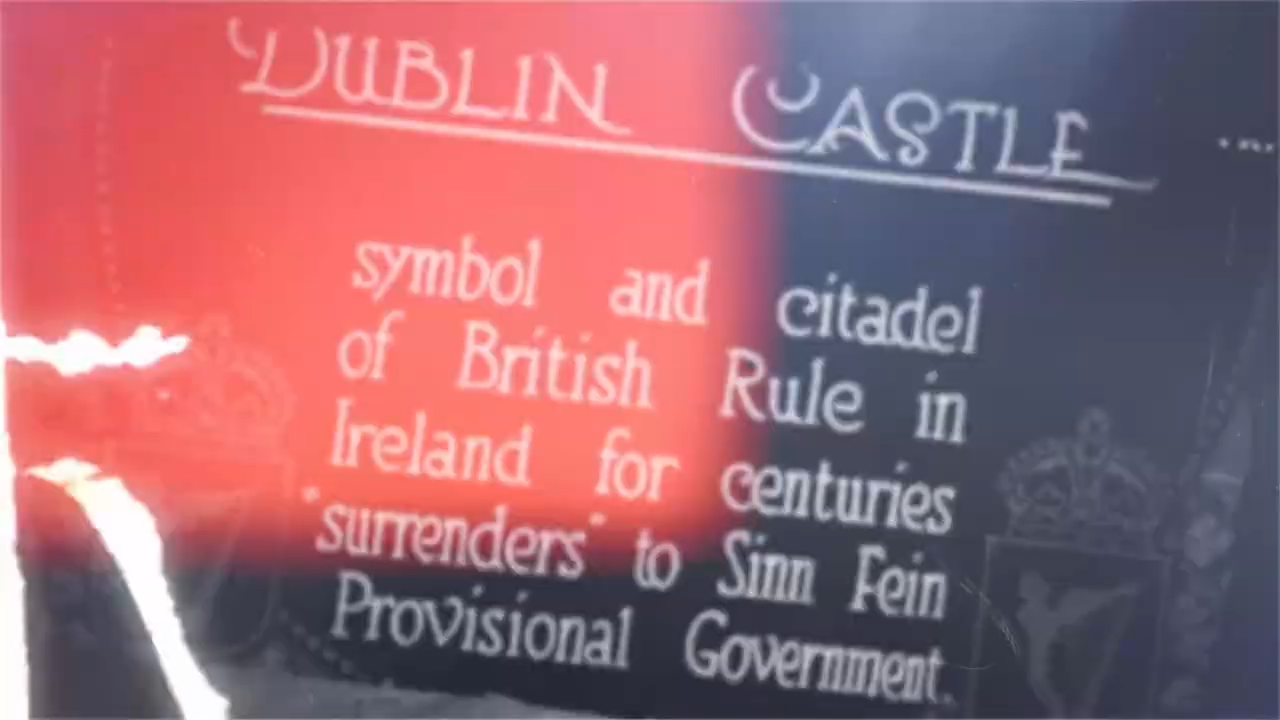 DUBLIN CASTLE
symbol and citadel
of British Rule in
Ireland for centuries
"surrenders" to Sinn Fein
Provisional Government.